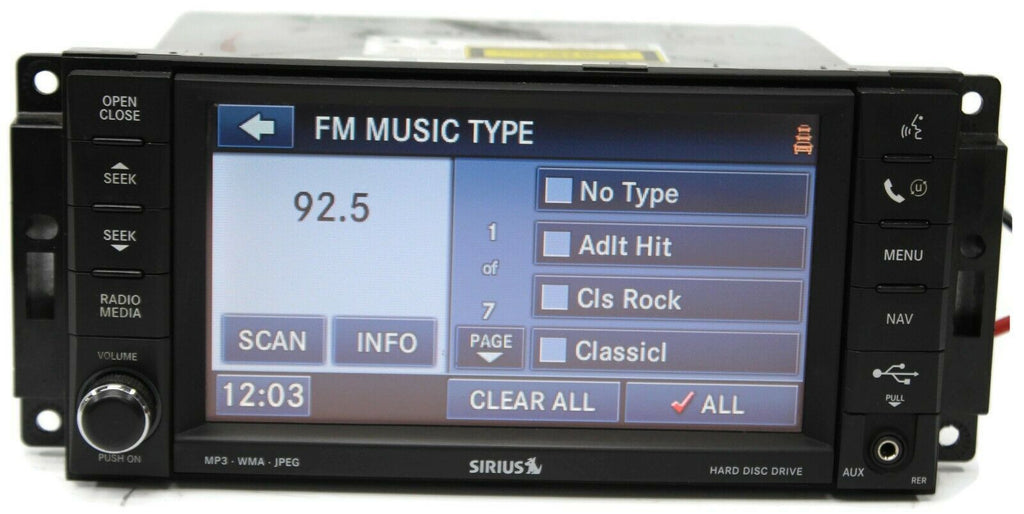 OPEN
CLOSE
SEEK
SEEK
RADIO
MEDIA
VOLUME
PUSH ON
FM MUSIC TYPE
92.5
1
of
7
PAGE
No Type
Adlt Hit
Cls Rock
Classicl
SCAN
INFO
12:03
CLEAR ALL
ALL
MP3 · WMA · JPEG
SIRIUS
HARD DISC DRIVE
u
MENU
NAV
PULL
AUX
RER